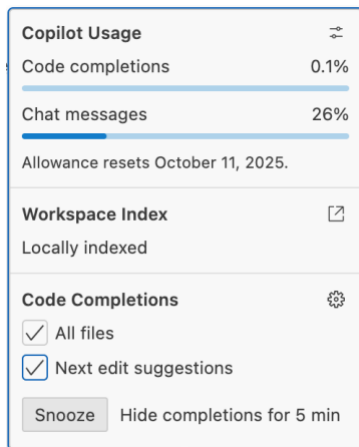 Copilot Usage
Code completions 0.1%
Chat messages 26%
Allowance resets October 11, 2025.
Workspace Index
Locally indexed
Code Completions
All files
Next edit suggestions
Snooze Hide completions for 5 min